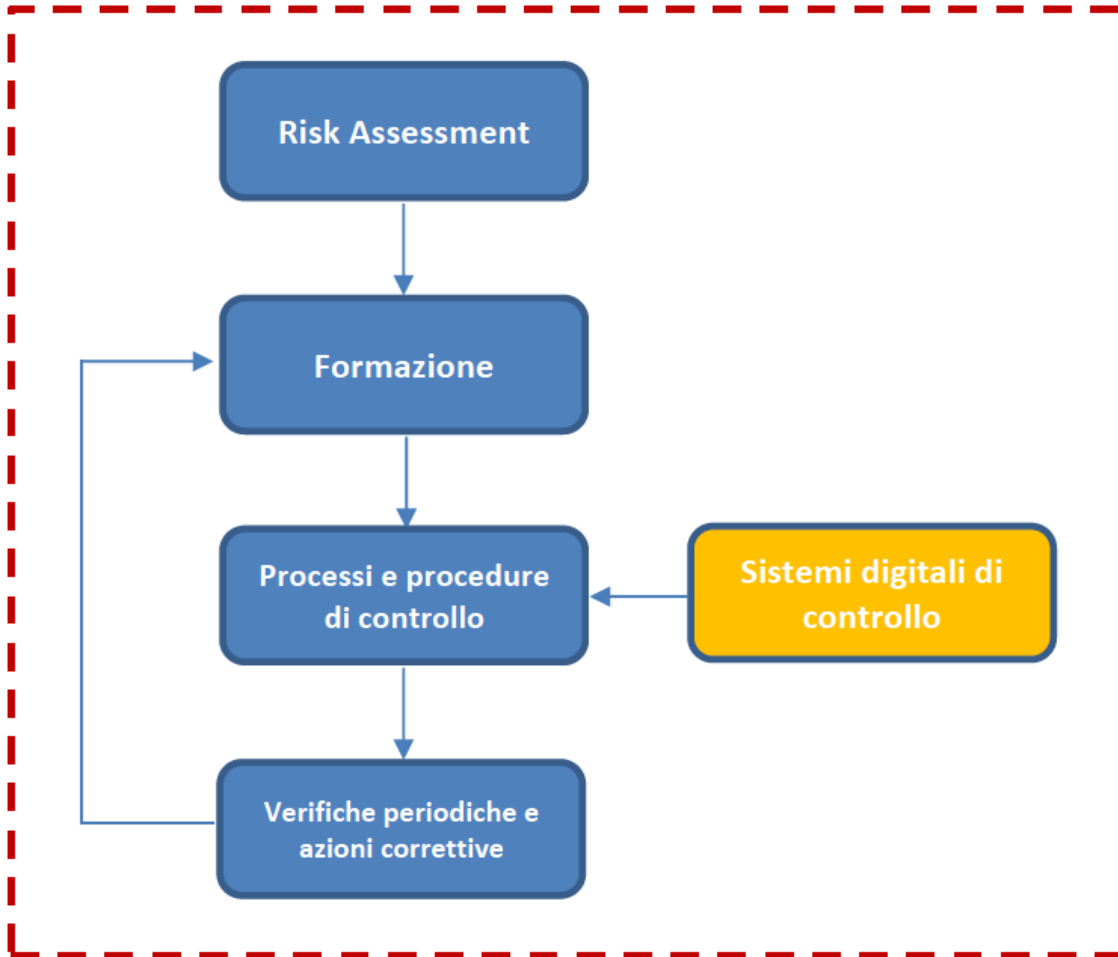 Risk Assessment
Formazione
Processi e procedure
di controllo
Sistemi digitali di
controllo
Verifiche periodiche e
azioni correttive